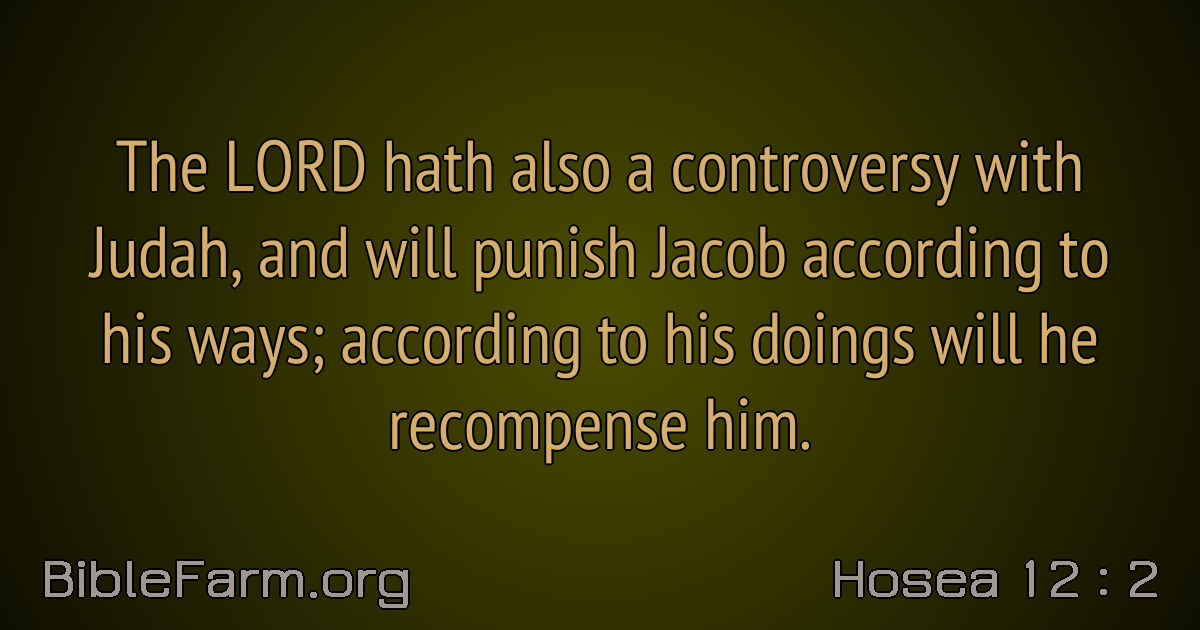 The LORD hath also a controversy with
Judah, and will punish Jacob according to
his ways; according to his doings will he
recompense him.
BibleFarm.org
Hosea 12 : 2